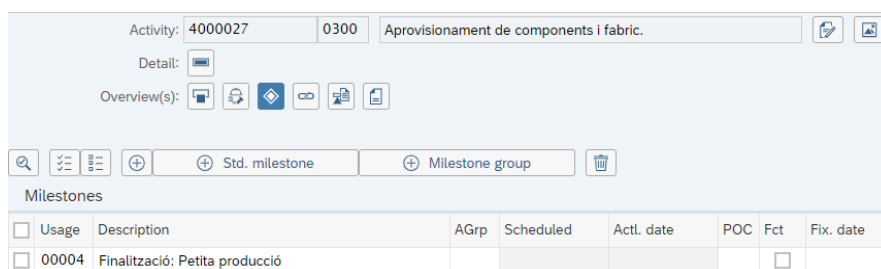 Activity: 4000027 0300 Aprovisionament de components i fabric.
Detail:
Overview(s):
Std. milestone Milestone group
Milestones
Usage Description AGrp Scheduled Actl. date POC Fct Fix. date
00004 Finalització: Petita producció